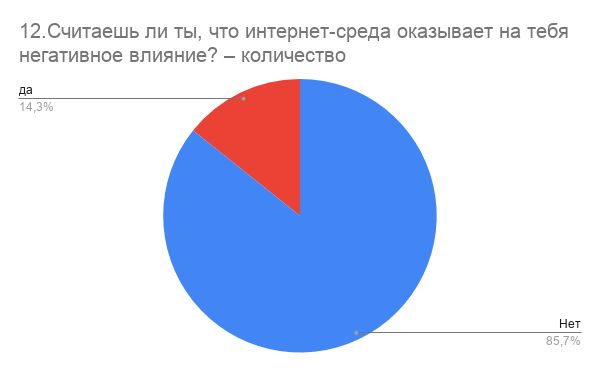 12.Считаешь ли ты, что интернет-среда оказывает на тебя
негативное влияние? – количество
да
14,3%
Нет
85,7%